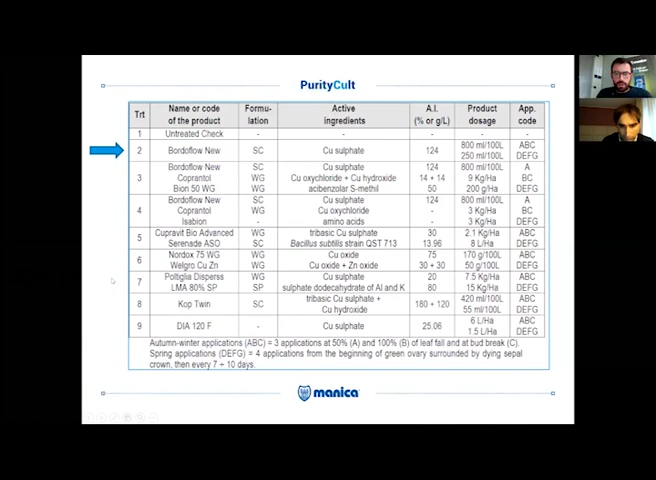 PurityCult
Trt Name or code of the product Formu-lation Active ingredients A.I. (% or g/L) Product dosage App. code
1 Untreated Check - - - - -
2 Bordoflow New SC Cu sulphate 124 800 ml/100L ABC
250 ml/100L DEFG
3 Bordoflow New SC Cu sulphate 124 800 ml/100L A
Coprantol WG Cu oxychloride + Cu hydroxide 14 + 14 9 Kg/Ha BC
Bion 50 WG WG acibenzolar S-methil 50 200 g/Ha DEFG
4 Bordoflow New SC Cu sulphate 124 800 ml/100L A
Coprantol WG Cu oxychloride - 3 Kg/Ha BC
Isabion - amino acids - 3 Kg/Ha DEFG
5 Cupravit Bio Advanced WG tribasic Cu sulphate 30 2.1 Kg/Ha ABC
Serenade ASO SC Bacillus subtilis strain QST 713 13.96 8 L/Ha DEFG
6 Nordox 75 WG WG Cu oxide 75 170 g/100L ABC
Welgro Cu Zn WG Cu oxide + Zn oxide 30 + 30 50 g/100L DEFG
7 Poltiglia Disperss WG Cu sulphate 20 7.5 Kg/Ha ABC
LMA 80% SP SP sulphate dodecahydrate of Al and K 80 15 Kg/Ha DEFG
8 Kop Twin SC tribasic Cu sulphate + Cu hydroxide 180 + 120 420 ml/100L ABC
55 ml/100L DEFG
9 DIA 120 F - Cu sulphate 25.06 6 L/Ha ABC
1.5 L/Ha DEFG
Autumn-winter applications (ABC) = 3 applications at 50% (A) and 100% (B) of leaf fall and at bud break (C).
Spring applications (DEFG) = 4 applications from the beginning of green ovary surrounded by dying sepal
crown, then every 7 ÷ 10 days.
manica